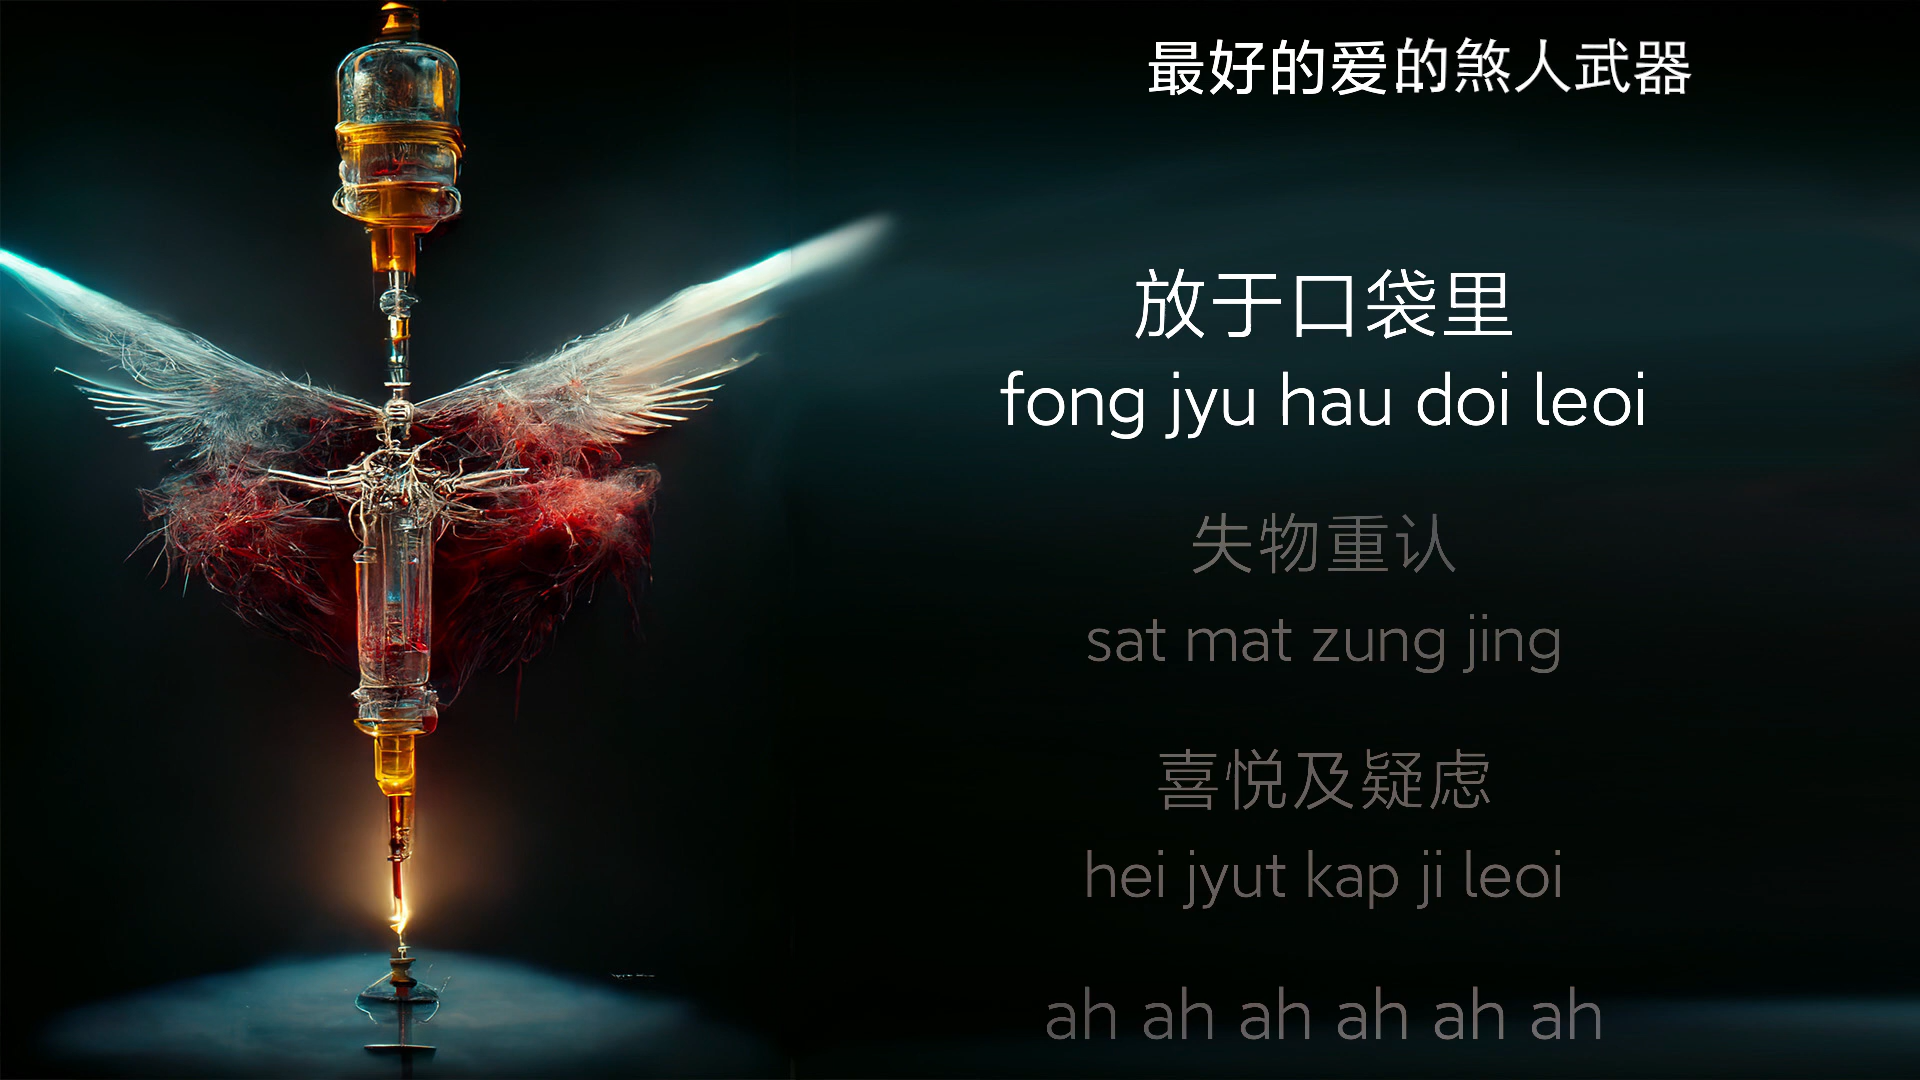 最好的爱的煞人武器
放于口袋里
fong jyu hau doi leoi
失物重认
sat mat zung jing
喜悦及疑虑
hei jyut kap ji leoi
ah ah ah ah ah ah